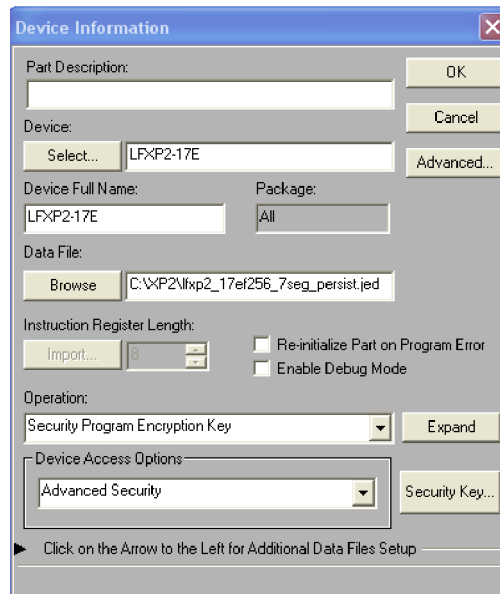 Device Information
Part Description:
OK
Cancel
Device:
Select... LFXP2-17E
Advanced...
Device Full Name: Package:
LFXP2-17E All
Data File:
Browse C:\XP2\lfxp2_17ef256_7seg_persist.jed
Instruction Register Length:
Import... 8
Re-initialize Part on Program Error
Enable Debug Mode
Operation:
Security Program Encryption Key Expand
Device Access Options
Advanced Security Security Key...
Click on the Arrow to the Left for Additional Data Files Setup